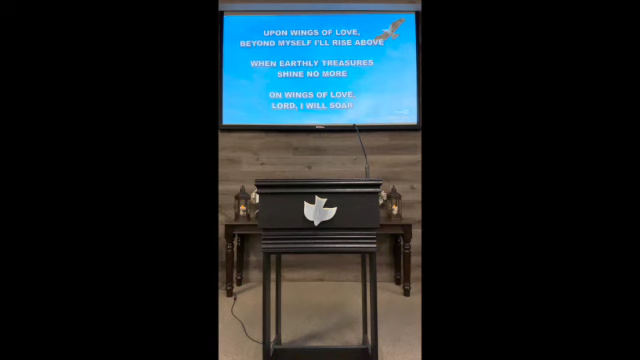 UPON WINGS OF LOVE,
BEYOND MYSELF I'LL RISE ABOVE
WHEN EARTHLY TREASURES
SHINE NO MORE
ON WINGS OF LOVE,
LORD, I WILL SOAR